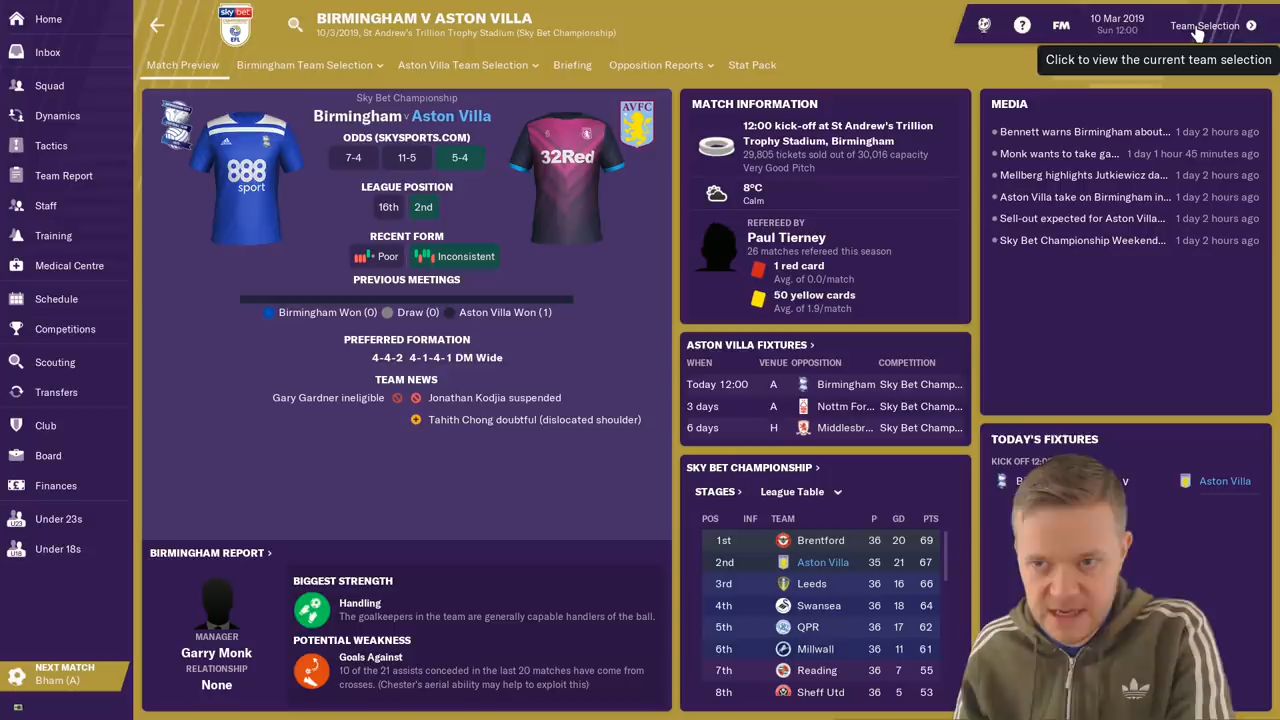 Home
Inbox
Squad
Dynamics
Tactics
Team Report
Staff
Training
Medical Centre
Schedule
Competitions
Scouting
Transfers
Club
Board
Finances
U23
Under 23s
U18
Under 18s
NEXT MATCH
Bham (A)
sky bet
EFL
BIRMINGHAM V ASTON VILLA
10/3/2019, St Andrew's Trillion Trophy Stadium (Sky Bet Championship)
?
FM
10 Mar 2019
Sun 12:00
Team Selection
Click to view the current team selection
Match Preview
Birmingham Team Selection
Aston Villa Team Selection
Briefing
Opposition Reports
Stat Pack
Sky Bet Championship
Birmingham v Aston Villa
ODDS (SKYSPORTS.COM)
7-4 11-5 5-4
LEAGUE POSITION
16th 2nd
RECENT FORM
Poor Inconsistent
PREVIOUS MEETINGS
Birmingham Won (0) Draw (0) Aston Villa Won (1)
PREFERRED FORMATION
4-4-2 4-1-4-1 DM Wide
TEAM NEWS
Gary Gardner ineligible Jonathan Kodjia suspended
Tahith Chong doubtful (dislocated shoulder)
888
sport
6
32Red
AVFC
BIRMINGHAM REPORT >
MANAGER
Garry Monk
RELATIONSHIP
None
BIGGEST STRENGTH
Handling
The goalkeepers in the team are generally capable handlers of the ball.
POTENTIAL WEAKNESS
Goals Against
10 of the 21 assists conceded in the last 20 matches have come from
crosses. (Chester's aerial ability may help to exploit this)
MATCH INFORMATION
12:00 kick-off at St Andrew's Trillion
Trophy Stadium, Birmingham
29,805 tickets sold out of 30,016 capacity
Very Good Pitch
8°C
Calm
REFEREED BY
Paul Tierney
26 matches refereed this season
1 red card
Avg. of 0.0/match
50 yellow cards
Avg. of 1.9/match
ASTON VILLA FIXTURES >
WHEN VENUE OPPOSITION COMPETITION
Today 12:00 A Birmingham Sky Bet Champ...
3 days A Nottm For... Sky Bet Champ...
6 days H Middlesbr... Sky Bet Champ...
SKY BET CHAMPIONSHIP >
STAGES > League Table
POS INF TEAM P GD PTS
1st Brentford 36 20 69
2nd Aston Villa 35 21 67
3rd Leeds 36 16 66
4th Swansea 36 18 64
5th QPR 36 17 62
6th Millwall 36 11 61
7th Reading 36 7 55
8th Sheff Utd 36 5 53
MEDIA
Bennett warns Birmingham about... 1 day 2 hours ago
Monk wants to take ga... 1 day 1 hour 45 minutes ago
Mellberg highlights Jutkiewicz da... 1 day 2 hours ago
Aston Villa take on Birmingham in... 1 day 2 hours ago
Sell-out expected for Aston Villa... 1 day 2 hours ago
Sky Bet Championship Weekend... 1 day 2 hours ago
TODAY'S FIXTURES
KICK OFF
v Aston Villa